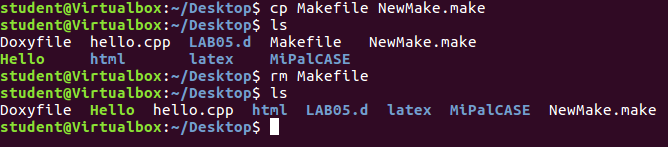 student@Virtualbox:~/Desktop$ cp Makefile NewMake.make
student@Virtualbox:~/Desktop$ ls
Doxyfile  hello.cpp  LAB05.d  Makefile   NewMake.make
Hello     html       latex    MiPalCASE
student@Virtualbox:~/Desktop$ rm Makefile
student@Virtualbox:~/Desktop$ ls
Doxyfile  Hello  hello.cpp  html  LAB05.d  latex  MiPalCASE  NewMake.make
student@Virtualbox:~/Desktop$